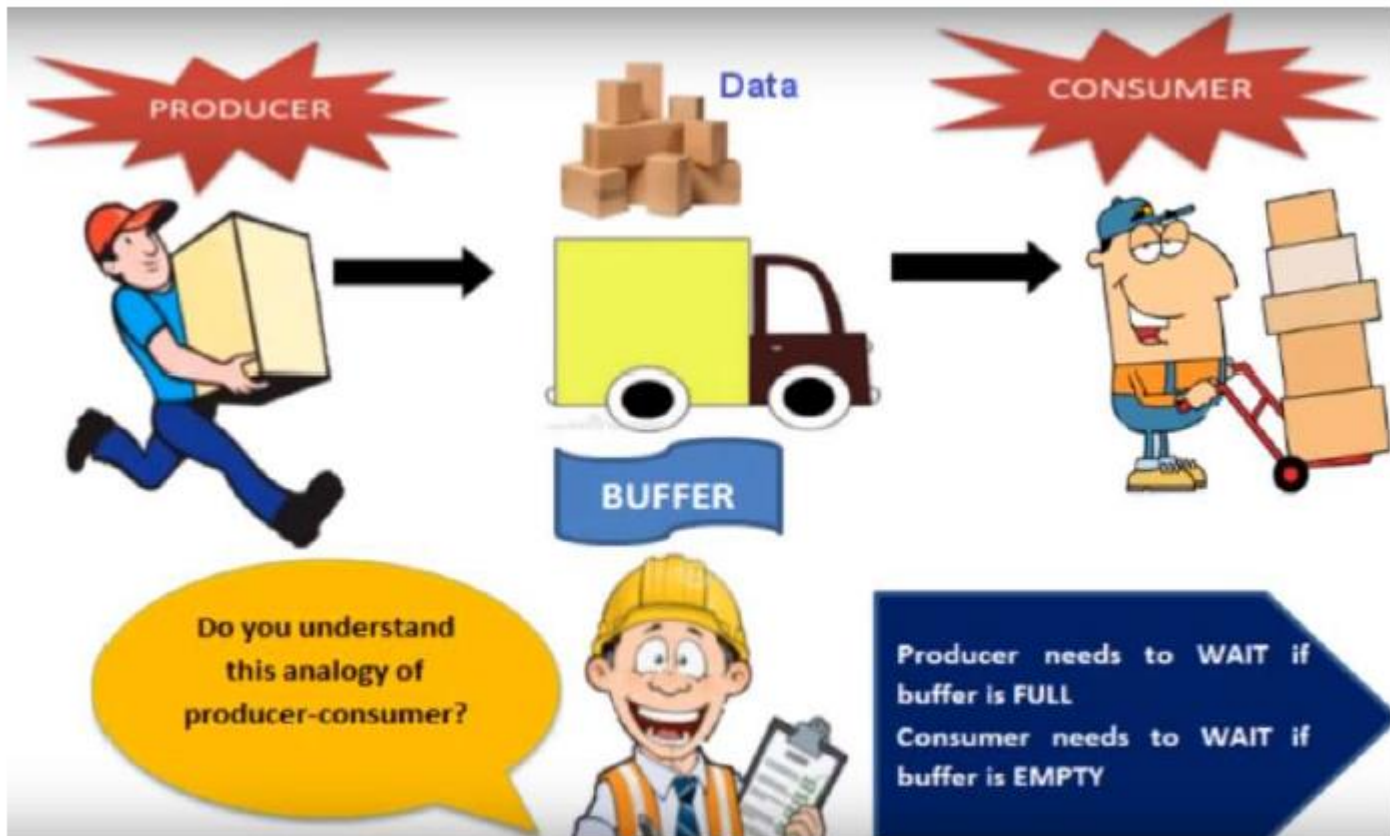 PRODUCER
Data
CONSUMER
BUFFER
Do you understand
this analogy of
producer-consumer?
Producer needs to WAIT if
buffer is FULL
Consumer needs to WAIT if
buffer is EMPTY